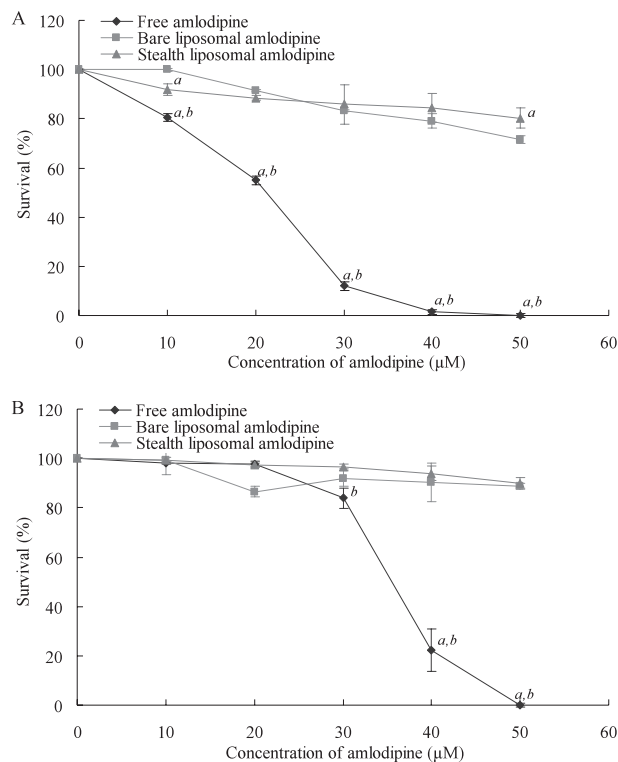 A
120
100
80
60
40
20
0
Survival (%)
Free amlodipine
Bare liposomal amlodipine
Stealth liposomal amlodipine
a
a,b
a,b
a,b
a,b
a,b
a
0 10 20 30 40 50 60
Concentration of amlodipine (µM)
B
120
100
80
60
40
20
0
Survival (%)
Free amlodipine
Bare liposomal amlodipine
Stealth liposomal amlodipine
b
a,b
a,b
0 10 20 30 40 50 60
Concentration of amlodipine (µM)